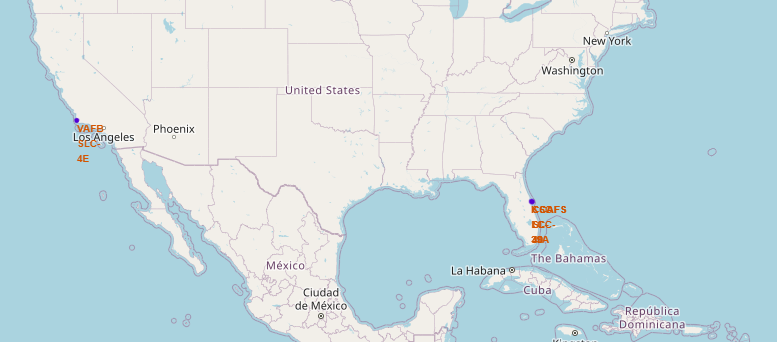 New York
Washington
United States
VAFB
SLC-
4E
Los Angeles
Phoenix
The Bahamas
La Habana
México
Cuba
Ciudad
de México
República
Dominicana